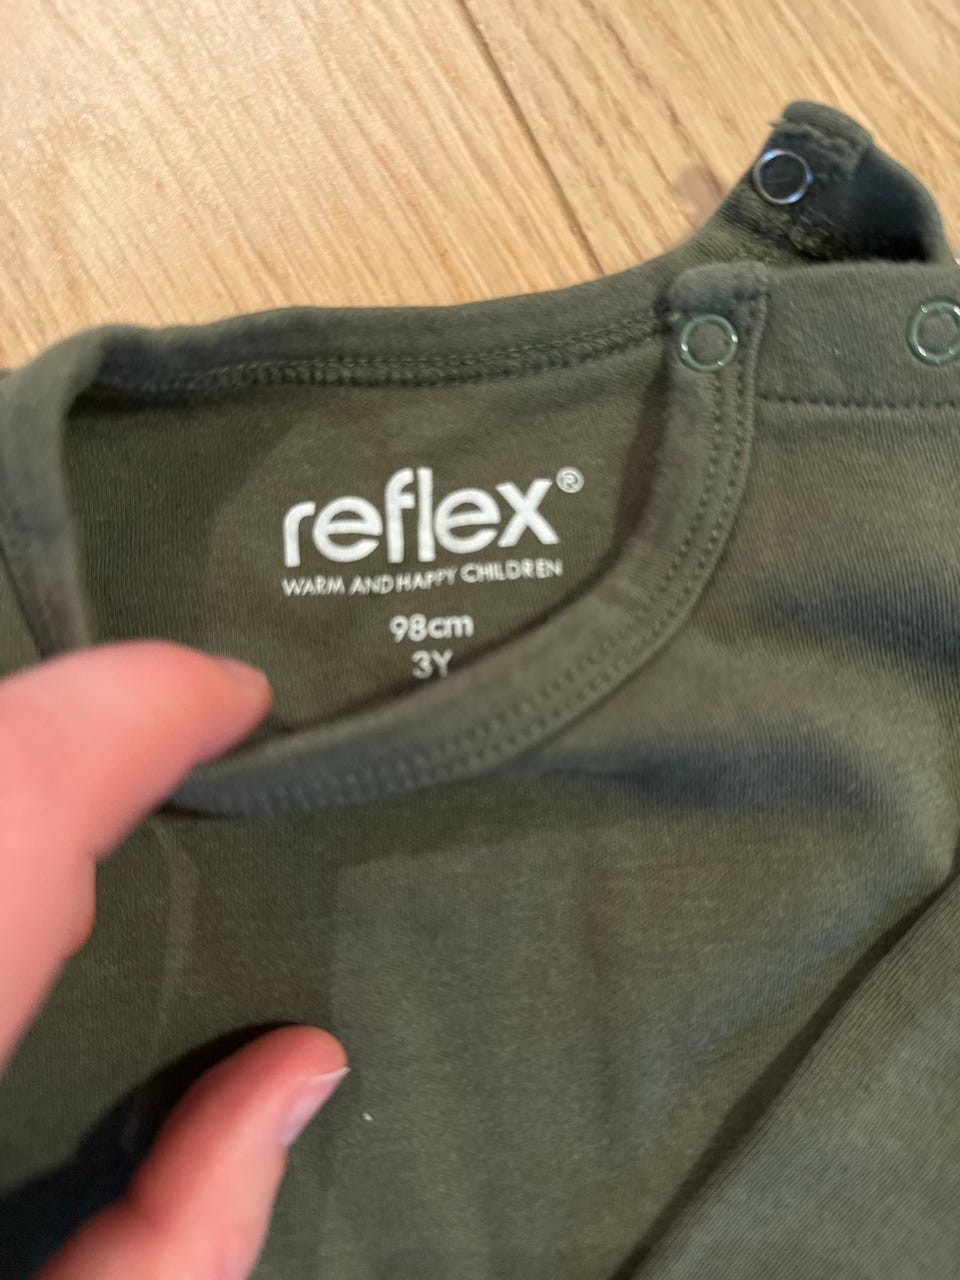 reflex®
WARM AND HAPPY CHILDREN
98cm
3Y